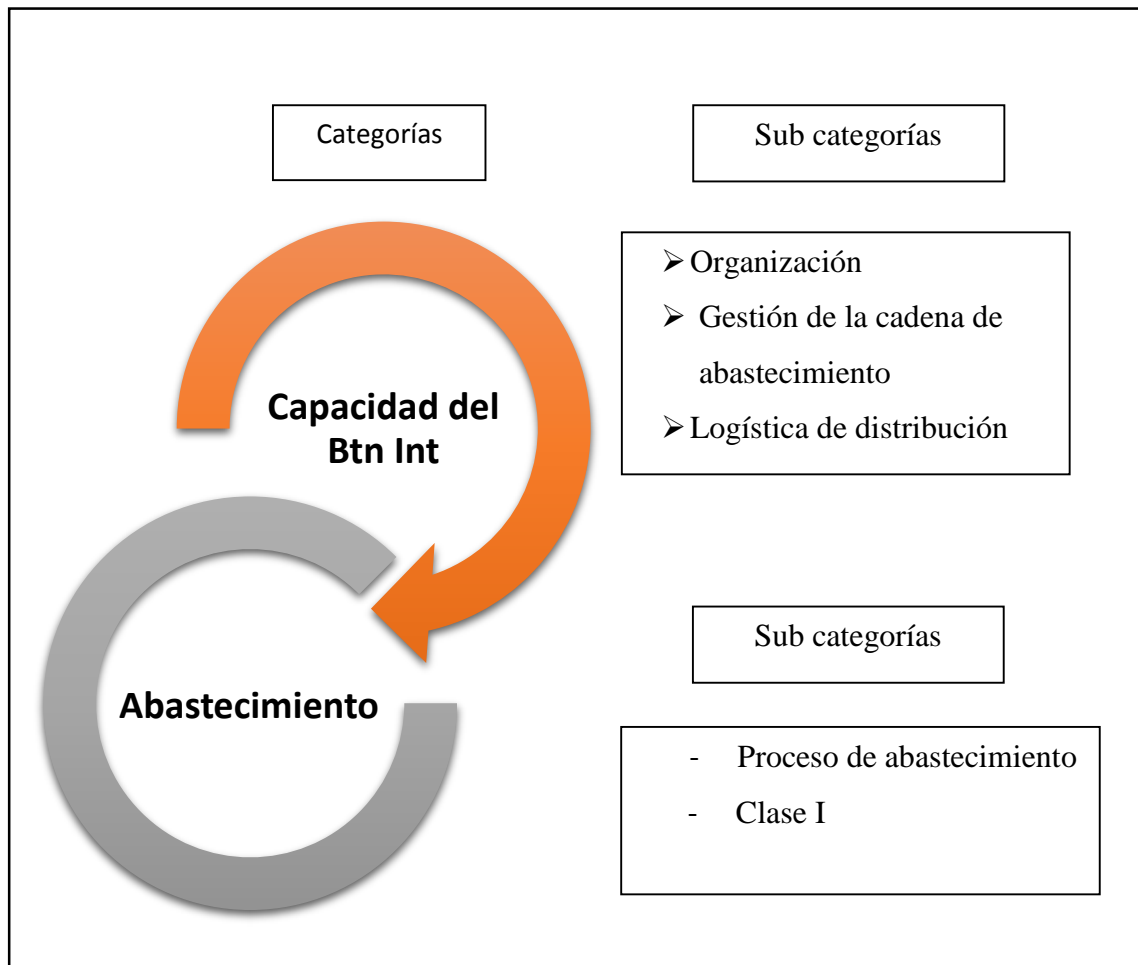 Categorías
Sub categorías
➢ Organización
➢ Gestión de la cadena de
abastecimiento
➢ Logística de distribución
Capacidad del
Btn Int
Sub categorías
Abastecimiento
- Proceso de abastecimiento
- Clase I